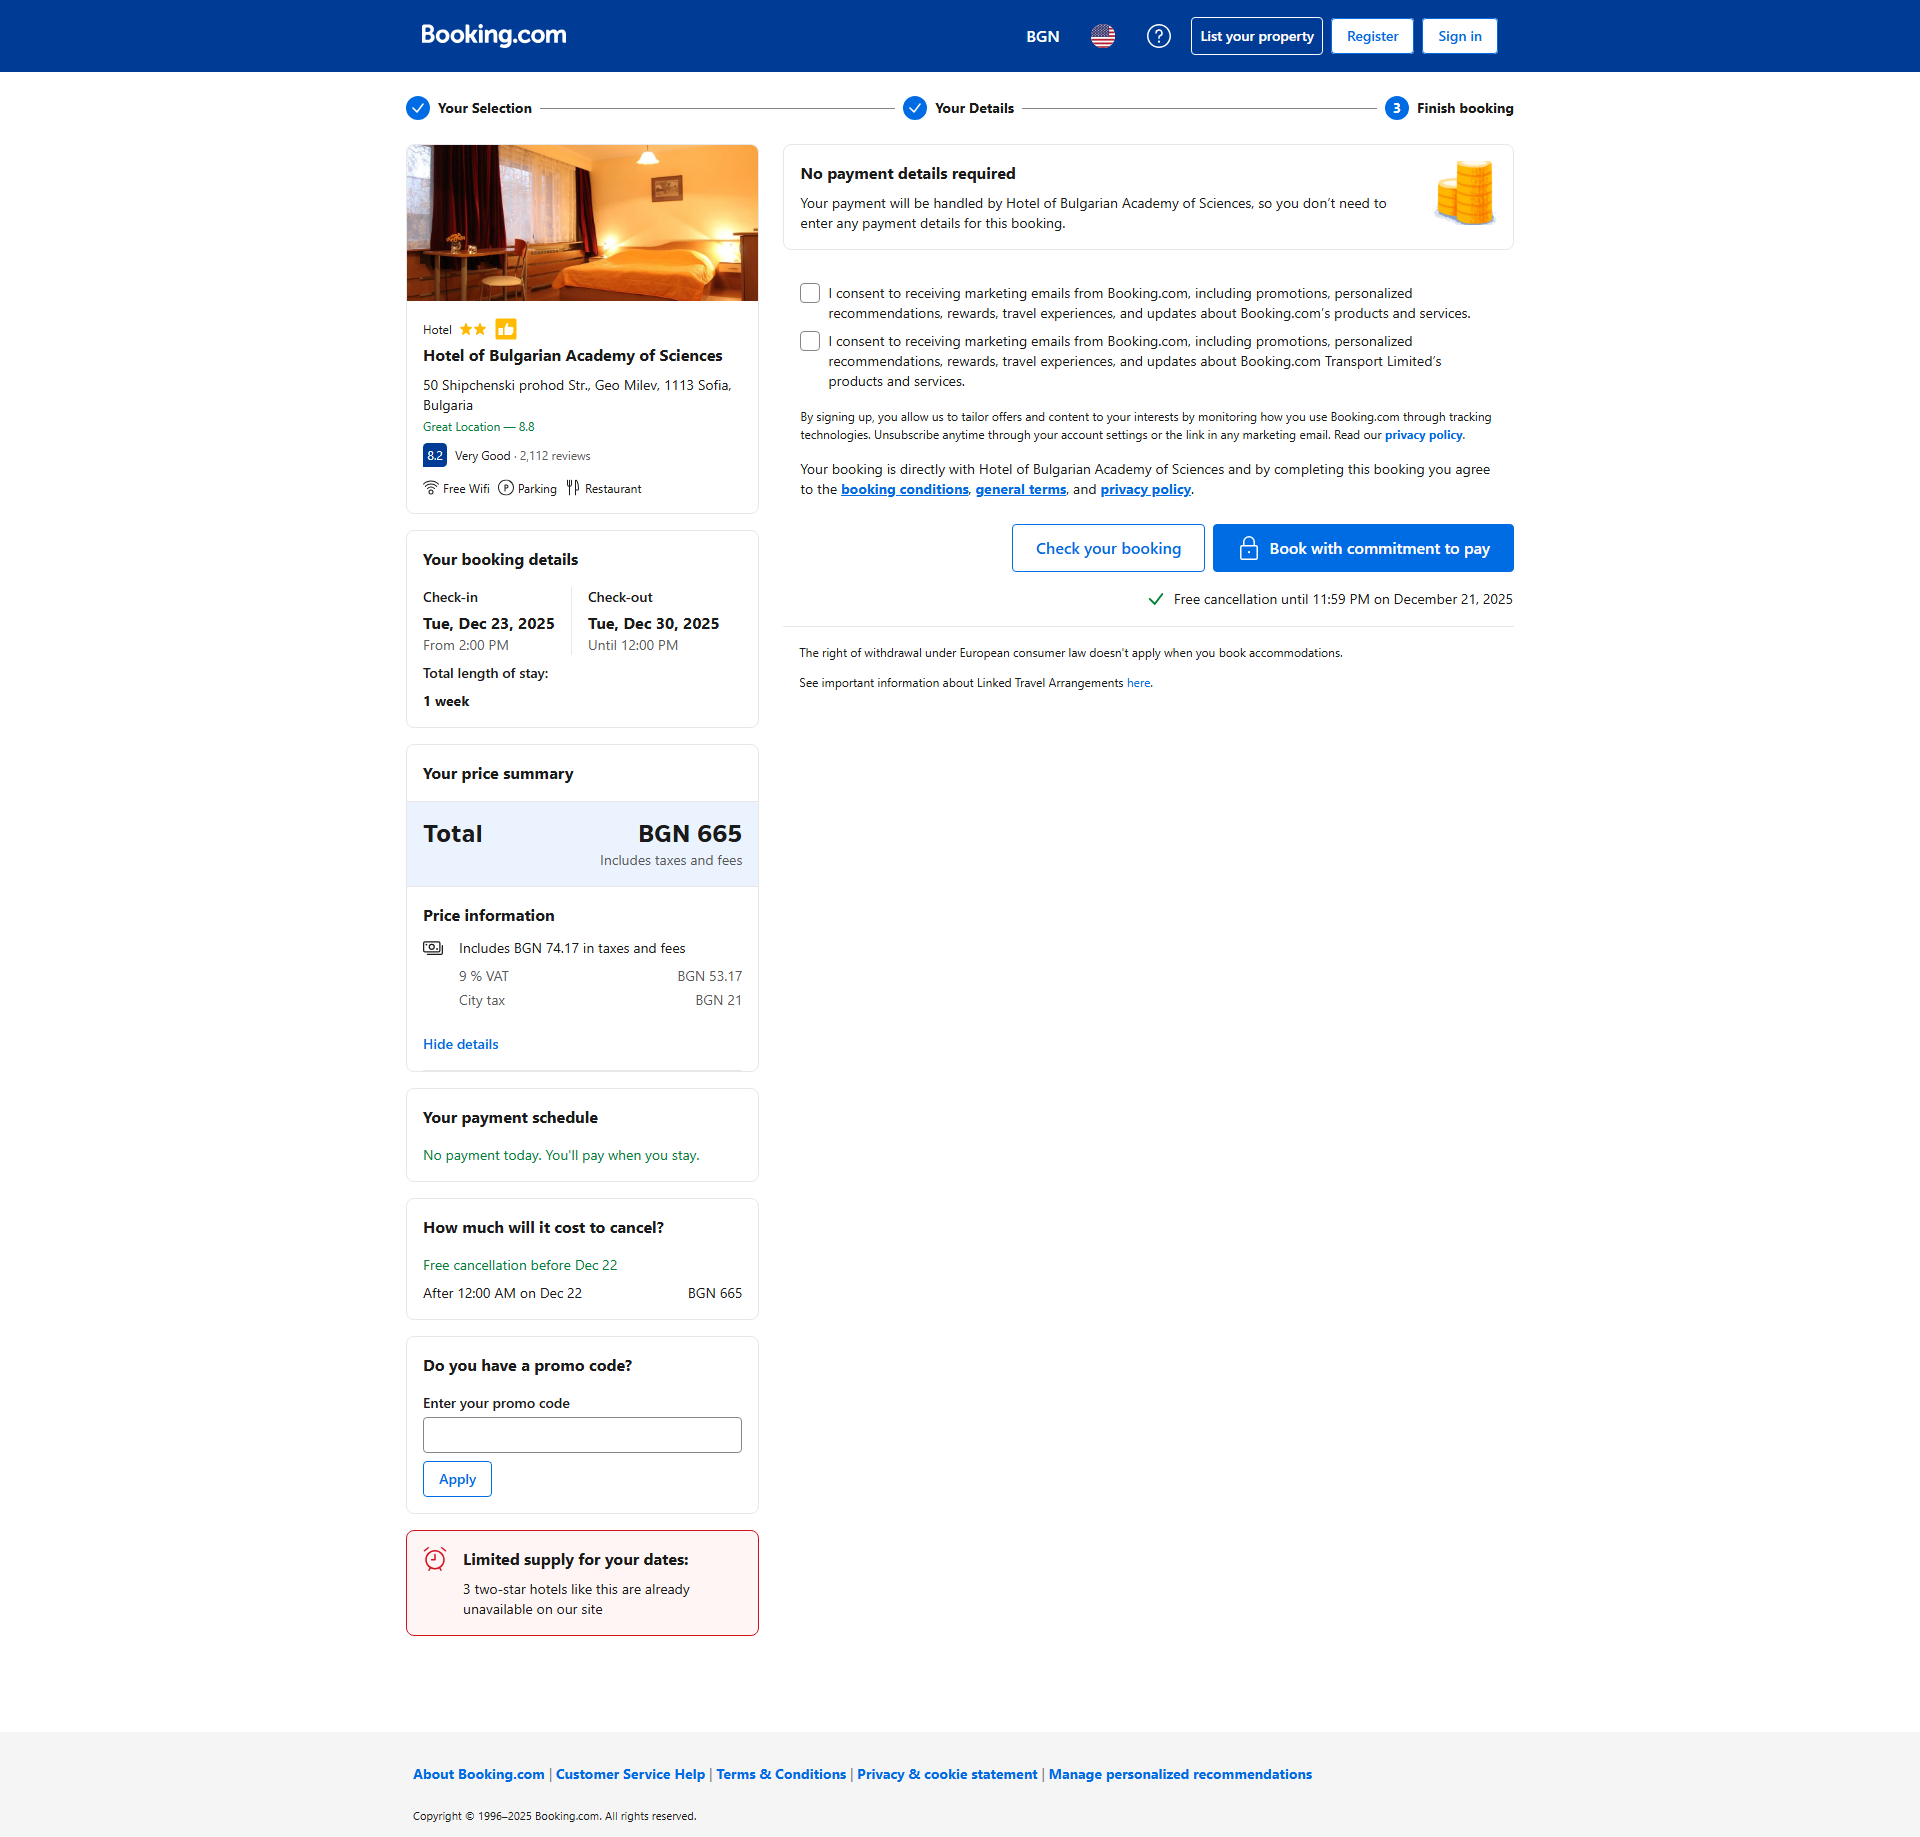 Booking.com
BGN
List your property
Register
Sign in
Your Selection
Your Details
3 Finish booking
Hotel
Hotel of Bulgarian Academy of Sciences
50 Shipchenski prohod Str., Geo Milev, 1113 Sofia,
Bulgaria
Great Location — 8.8
8.2 Very Good · 2,112 reviews
Free Wifi P Parking Restaurant
Your booking details
Check-in
Tue, Dec 23, 2025
From 2:00 PM
Check-out
Tue, Dec 30, 2025
Until 12:00 PM
Total length of stay:
1 week
Your price summary
Total BGN 665
Includes taxes and fees
Price information
Includes BGN 74.17 in taxes and fees
9 % VAT BGN 53.17
City tax BGN 21
Hide details
Your payment schedule
No payment today. You'll pay when you stay.
How much will it cost to cancel?
Free cancellation before Dec 22
After 12:00 AM on Dec 22 BGN 665
Do you have a promo code?
Enter your promo code
Apply
Limited supply for your dates:
3 two-star hotels like this are already
unavailable on our site
No payment details required
Your payment will be handled by Hotel of Bulgarian Academy of Sciences, so you don’t need to
enter any payment details for this booking.
I consent to receiving marketing emails from Booking.com, including promotions, personalized
recommendations, rewards, travel experiences, and updates about Booking.com’s products and services.
I consent to receiving marketing emails from Booking.com, including promotions, personalized
recommendations, rewards, travel experiences, and updates about Booking.com Transport Limited’s
products and services.
By signing up, you allow us to tailor offers and content to your interests by monitoring how you use Booking.com through tracking
technologies. Unsubscribe anytime through your account settings or the link in any marketing email. Read our privacy policy.
Your booking is directly with Hotel of Bulgarian Academy of Sciences and by completing this booking you agree
to the booking conditions, general terms, and privacy policy.
Check your booking
Book with commitment to pay
Free cancellation until 11:59 PM on December 21, 2025
The right of withdrawal under European consumer law doesn't apply when you book accommodations.
See important information about Linked Travel Arrangements here.
About Booking.com | Customer Service Help | Terms & Conditions | Privacy & cookie statement | Manage personalized recommendations
Copyright © 1996–2025 Booking.com. All rights reserved.